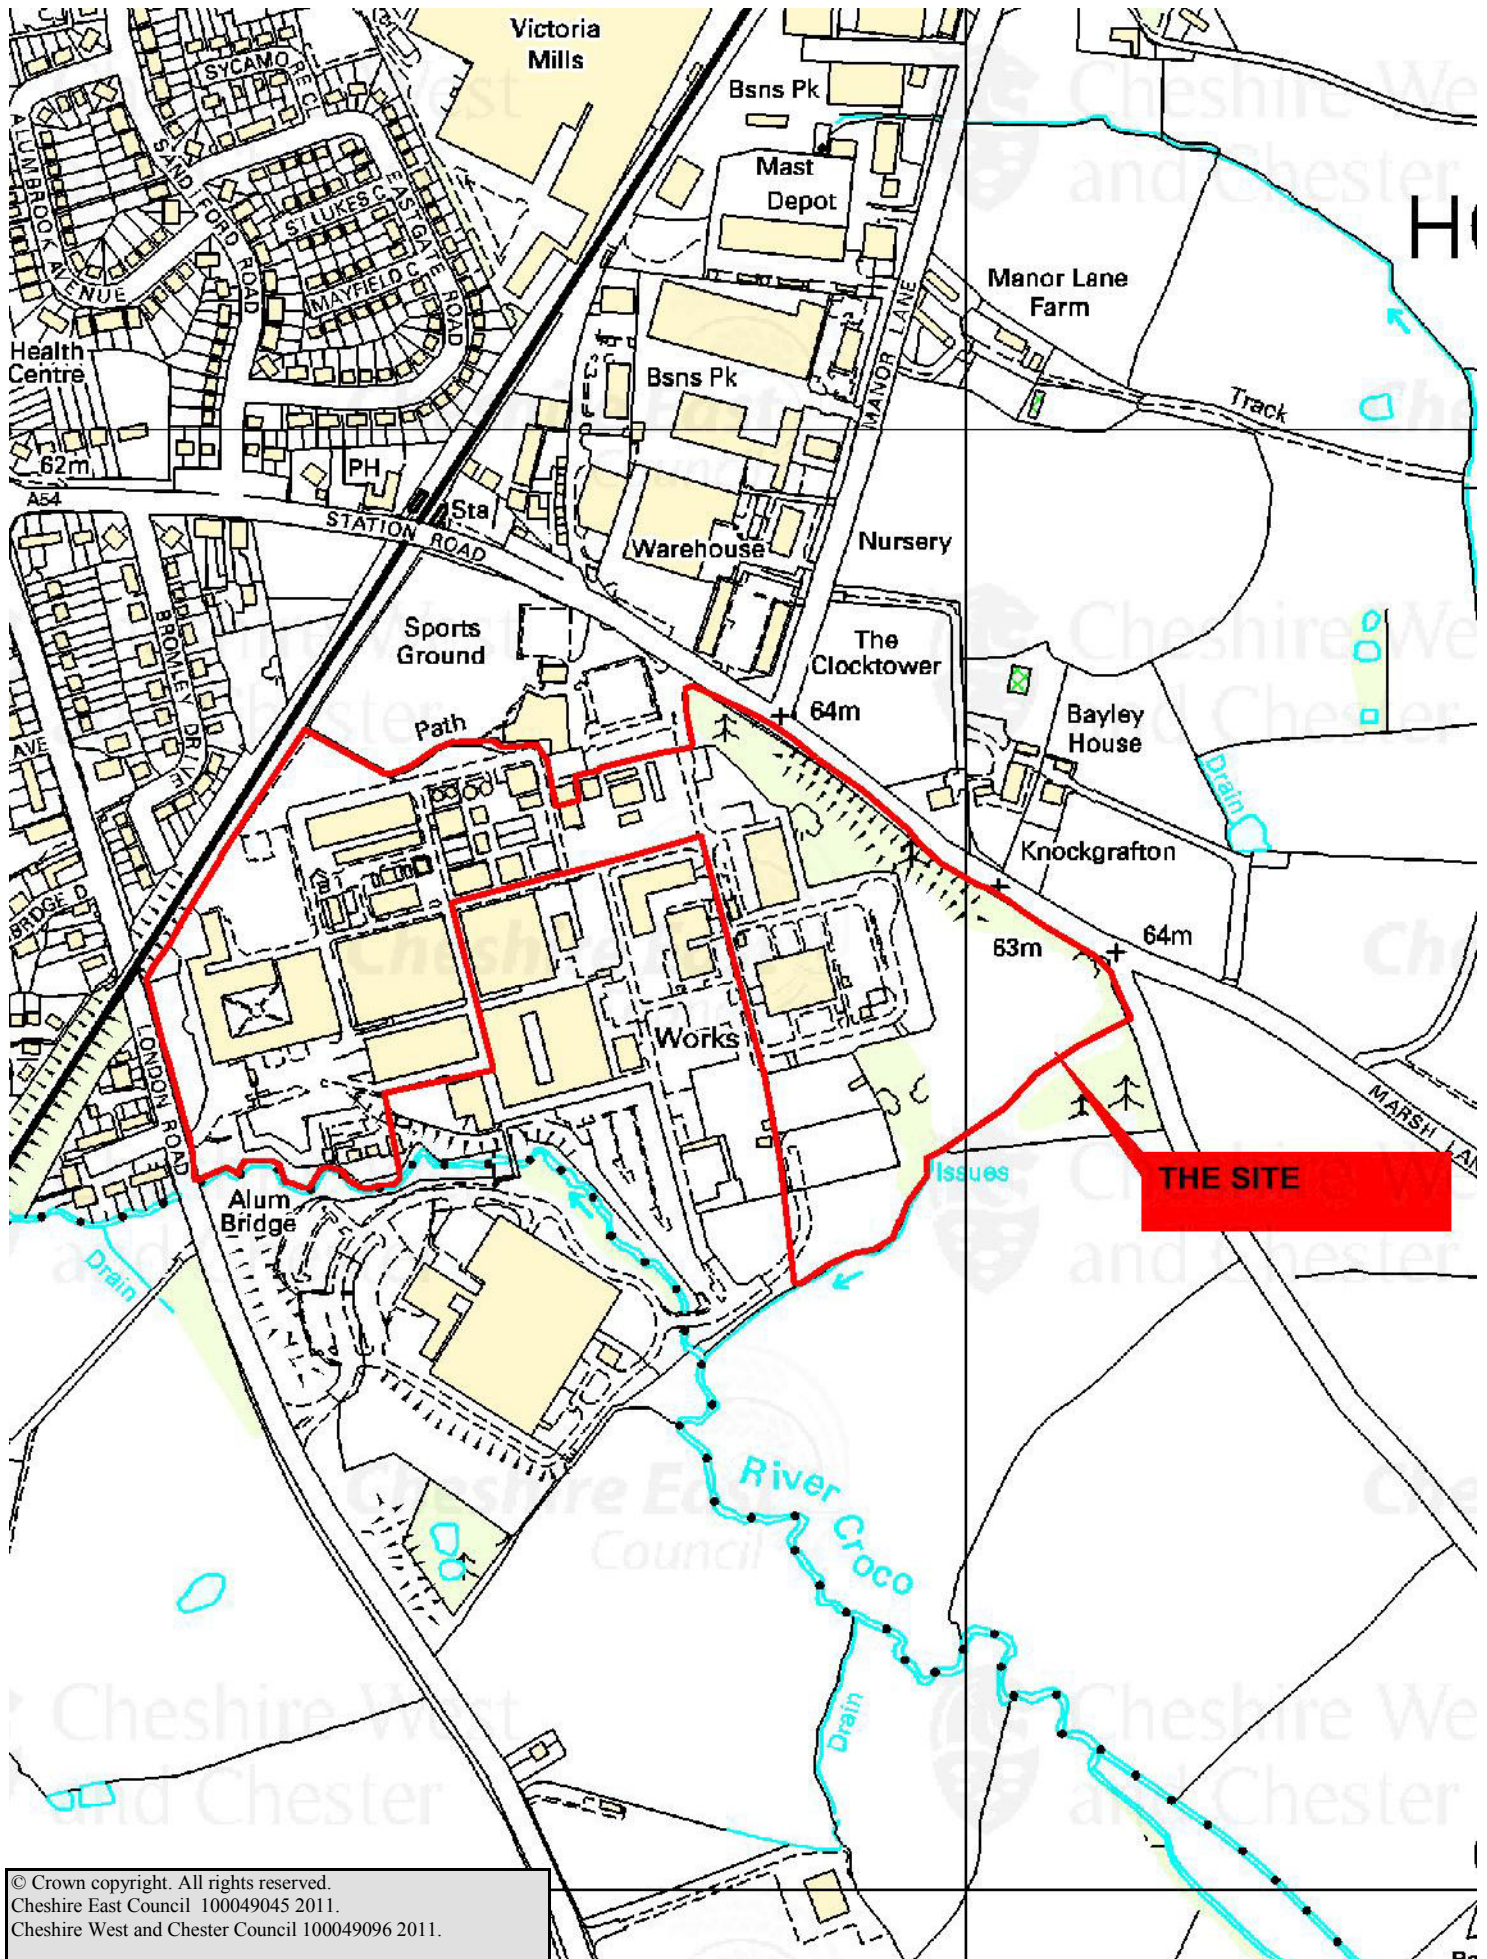 Victoria
Mills
SYCAMORE C
Bsns Pk
ALUMBROOK AVENUE
SANDFORD ROAD
ST LUKES C
EASTGATE ROAD
MAYFIELD C
Mast
Depot
Manor Lane
Farm
MANOR LANE
Health
Centre
Bsns Pk
Track
62m
PH
A54
Sta
STATION ROAD
Warehouse
Nursery
BROMLEY DRIVE
Sports
Ground
The
Clocktower
Path
64m
Bayley
House
AVE
Drain
Knockgrafton
BRIDGE
63m
64m
Works
LONDON ROAD
MARSH LAN
Issues
THE SITE
Alum
Bridge
Drain
River Croco
Drain
Cheshire West
and Chester
Cheshire East
Council
© Crown copyright. All rights reserved.
Cheshire East Council 100049045 2011.
Cheshire West and Chester Council 100049096 2011.